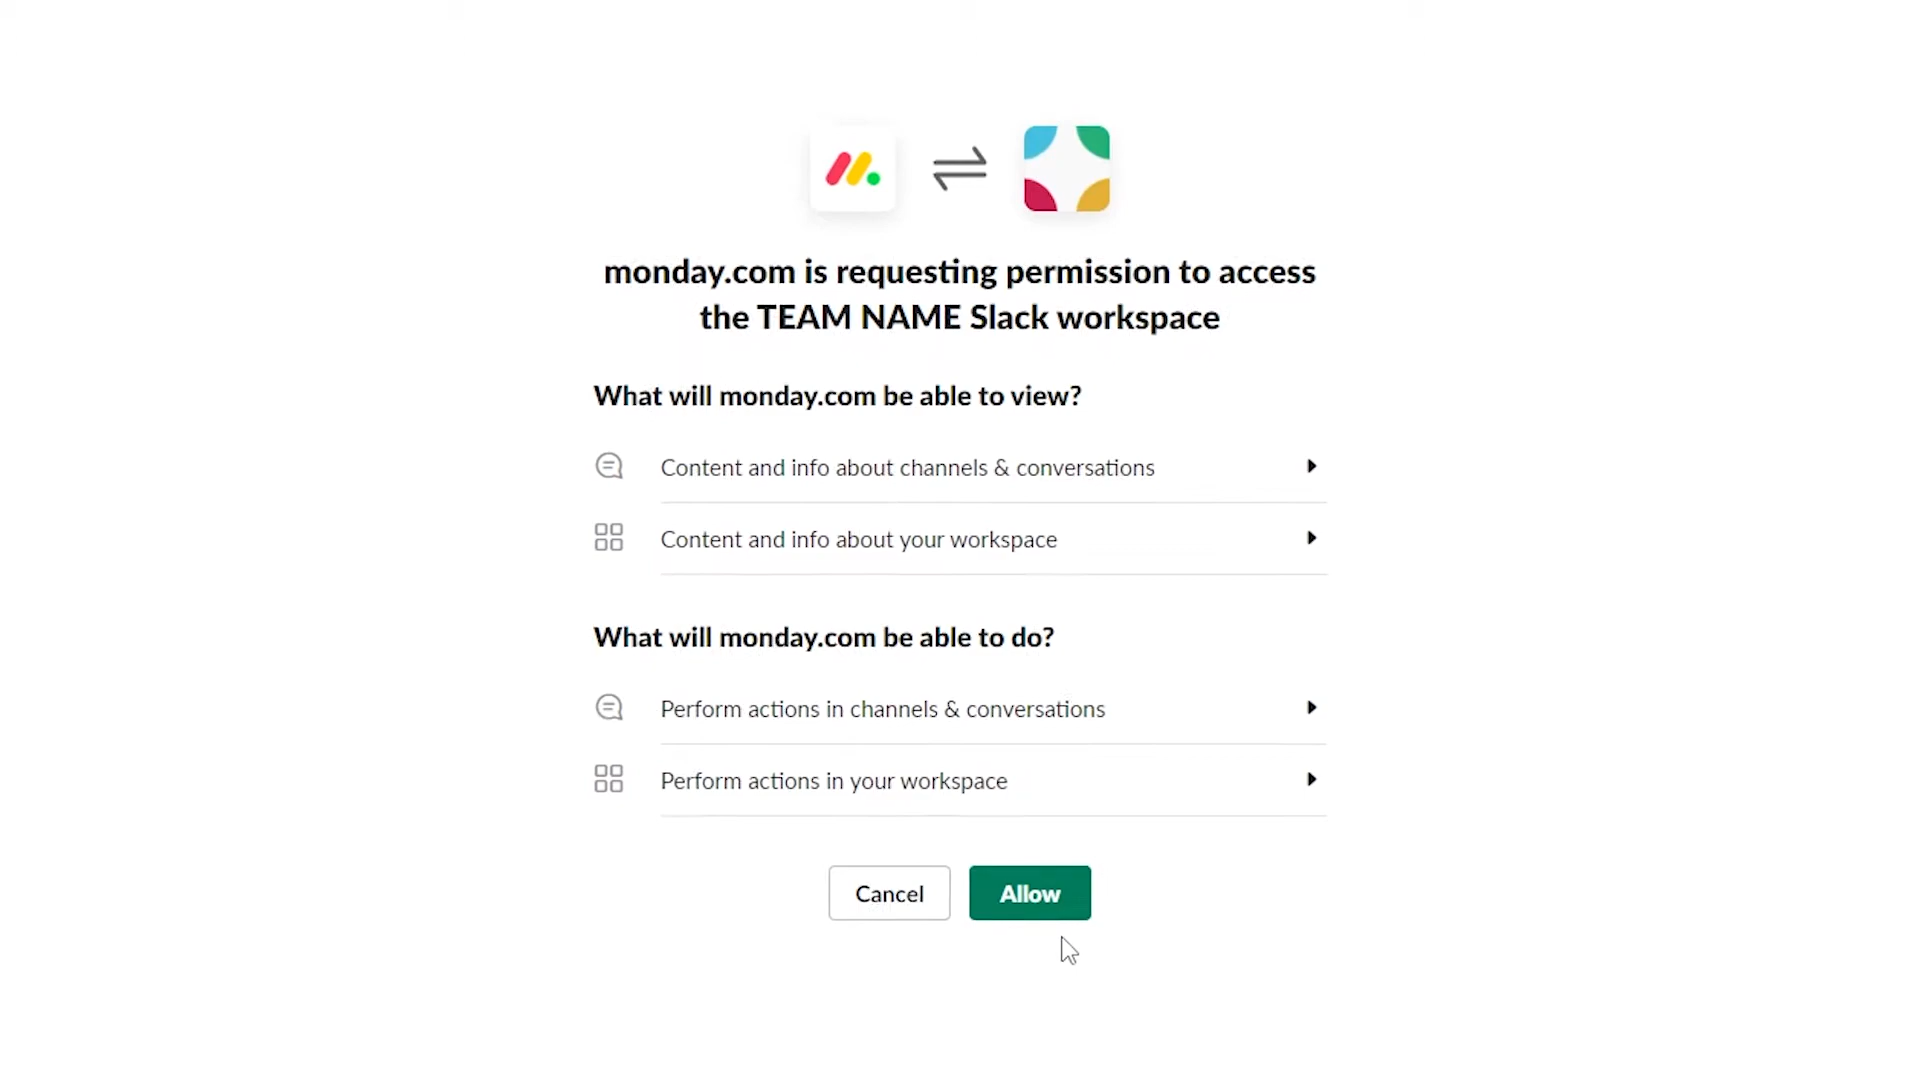 monday.com is requesting permission to access
the TEAM NAME Slack workspace
What will monday.com be able to view?
Content and info about channels & conversations
Content and info about your workspace
What will monday.com be able to do?
Perform actions in channels & conversations
Perform actions in your workspace
Cancel
Allow